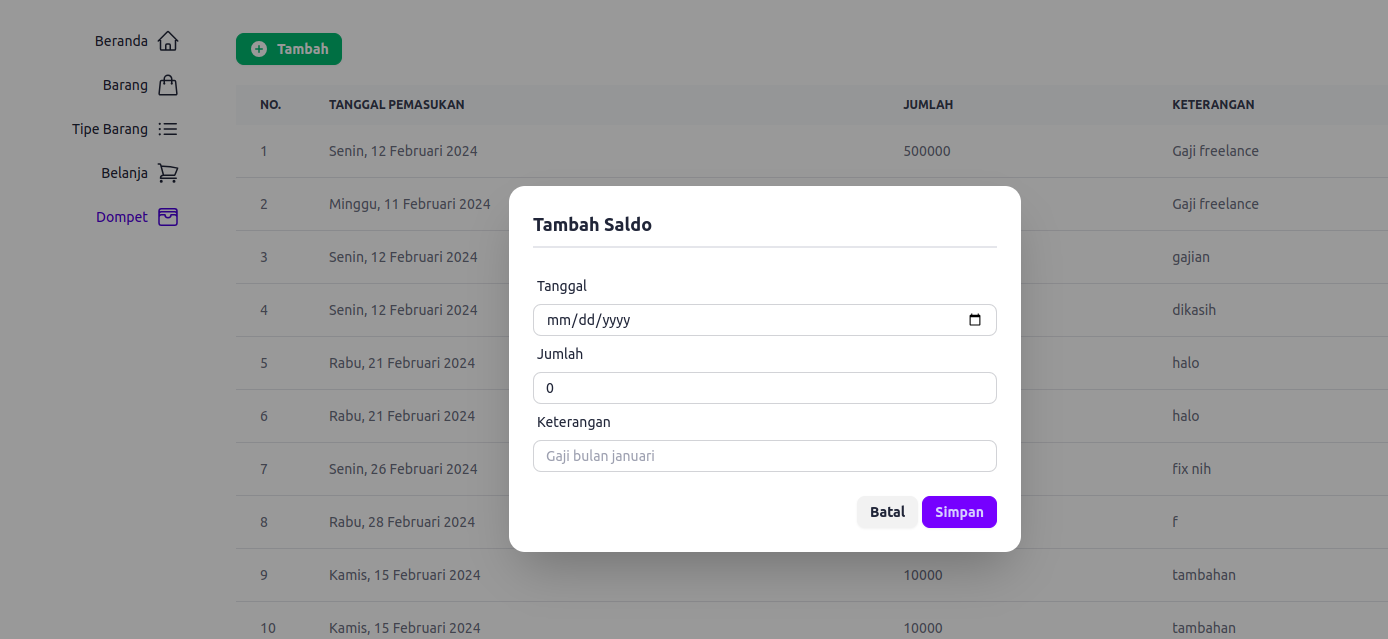 Beranda
Barang
Tipe Barang
Belanja
Dompet
Tambah
NO. TANGGAL PEMASUKAN JUMLAH KETERANGAN
1 Senin, 12 Februari 2024 500000 Gaji freelance
2 Minggu, 11 Februari 2024 Gaji freelance
3 Senin, 12 Februari 2024 gajian
4 Senin, 12 Februari 2024 dikasih
5 Rabu, 21 Februari 2024 halo
6 Rabu, 21 Februari 2024 halo
7 Senin, 26 Februari 2024 fix nih
8 Rabu, 28 Februari 2024 f
9 Kamis, 15 Februari 2024 10000 tambahan
10 Kamis, 15 Februari 2024 10000 tambahan
Tambah Saldo
Tanggal
mm/dd/yyyy
Jumlah
0
Keterangan
Gaji bulan januari
Batal Simpan